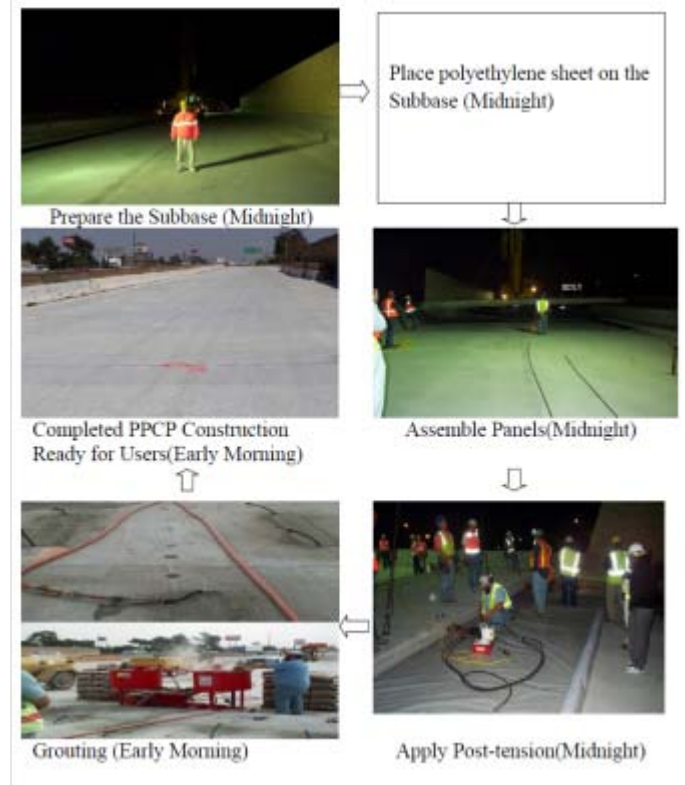 Prepare the Subbase (Midnight)
Place polyethylene sheet on the
Subbase (Midnight)
Assemble Panels(Midnight)
Apply Post-tension(Midnight)
Grouting (Early Morning)
Completed PPCP Construction
Ready for Users(Early Morning)